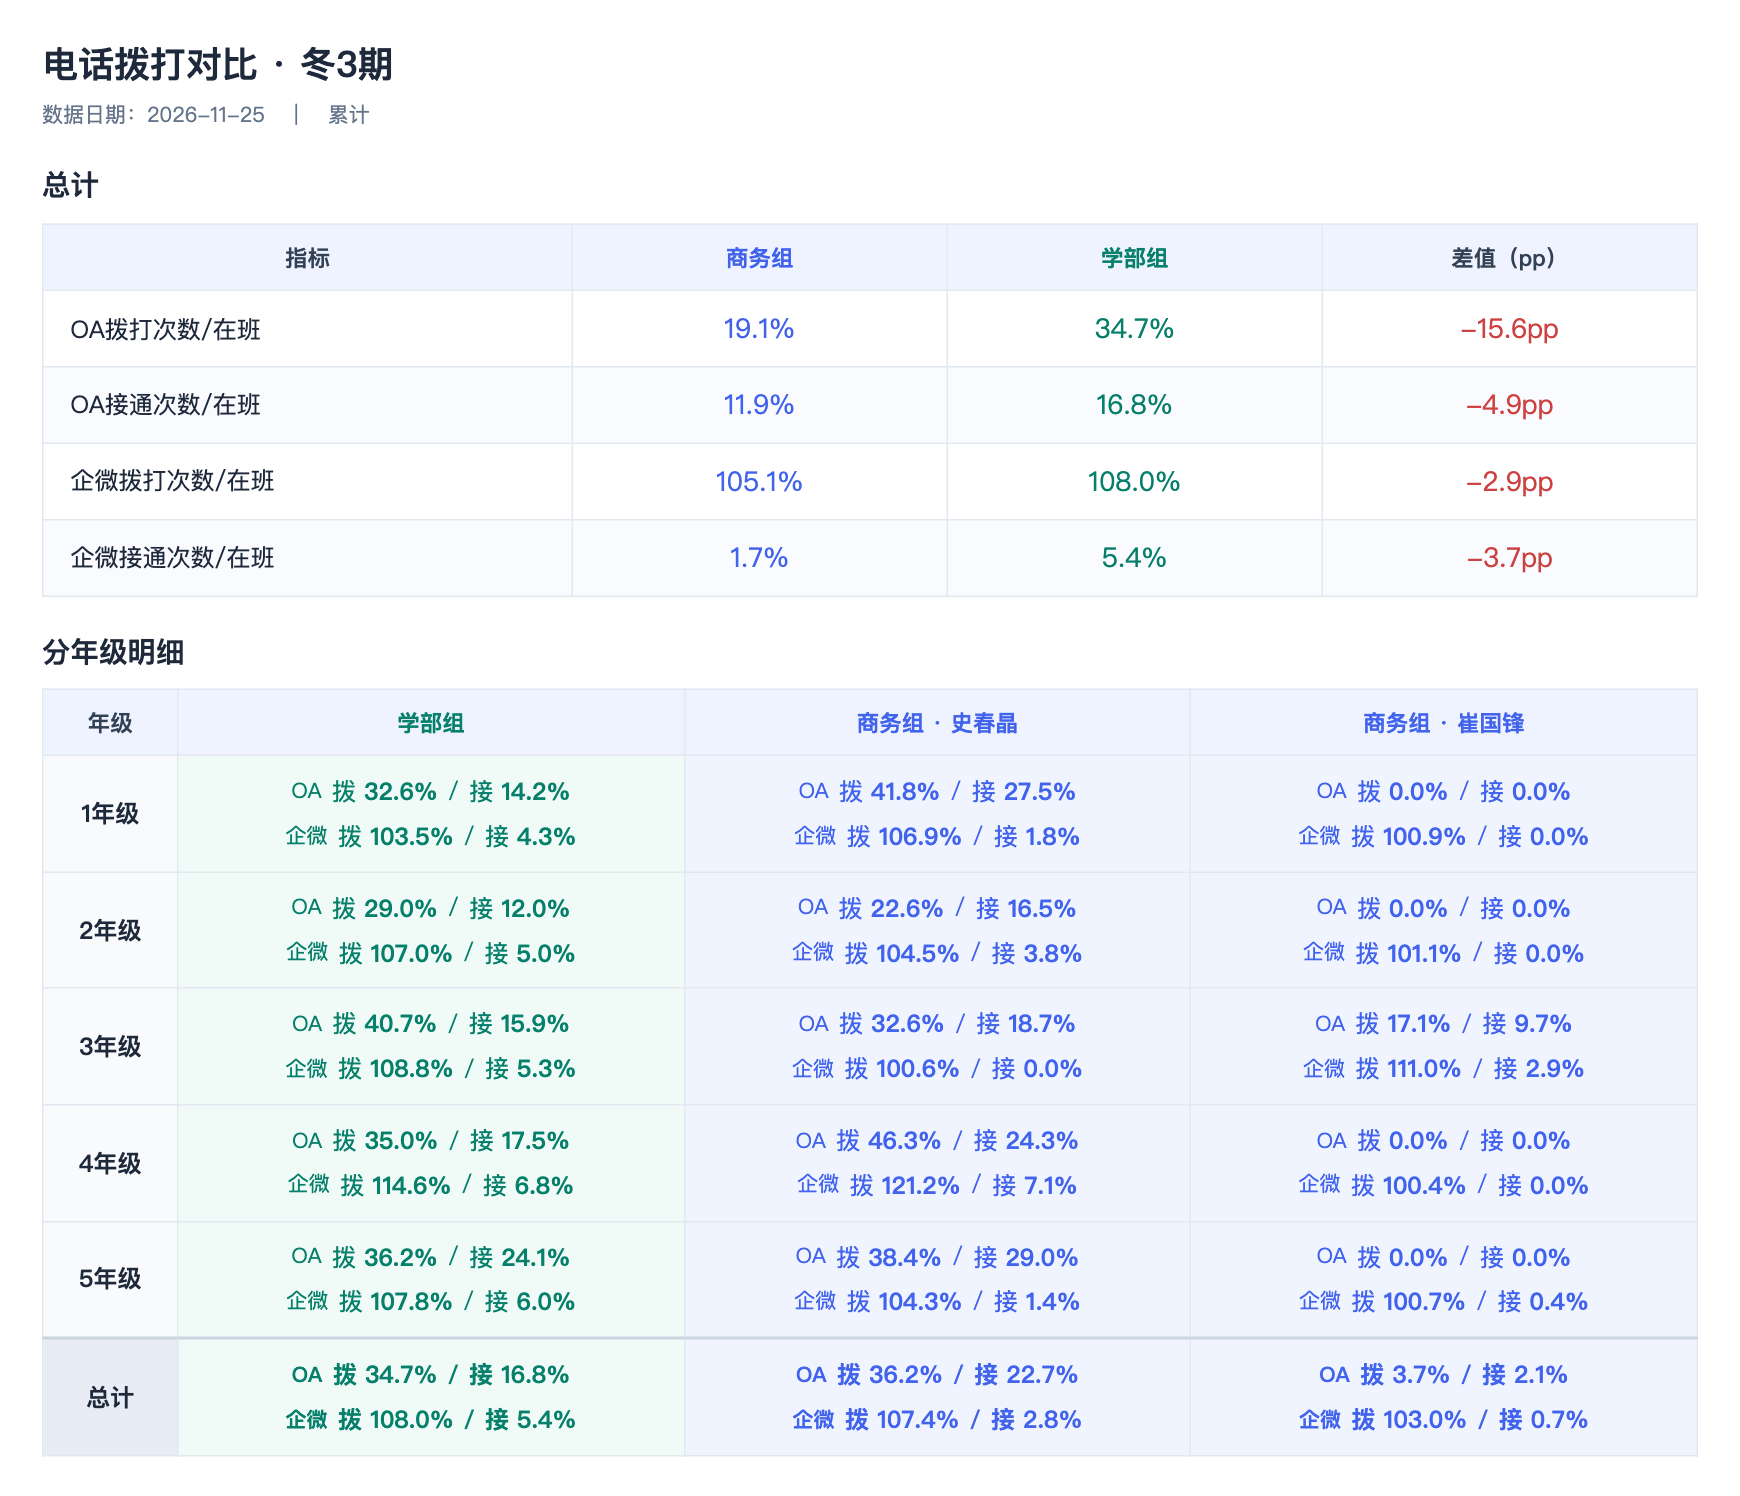 电话拨打对比 · 冬3期
数据日期：2026-11-25 | 累计
总计
指标 商务组 学部组 差值（pp）
OA拨打次数/在班 19.1% 34.7% -15.6pp
OA接通次数/在班 11.9% 16.8% -4.9pp
企微拨打次数/在班 105.1% 108.0% -2.9pp
企微接通次数/在班 1.7% 5.4% -3.7pp
分年级明细
年级 学部组 商务组 · 史春晶 商务组 · 崔国锋
1年级
OA 拨 32.6% / 接 14.2%
企微 拨 103.5% / 接 4.3%
OA 拨 41.8% / 接 27.5%
企微 拨 106.9% / 接 1.8%
OA 拨 0.0% / 接 0.0%
企微 拨 100.9% / 接 0.0%
2年级
OA 拨 29.0% / 接 12.0%
企微 拨 107.0% / 接 5.0%
OA 拨 22.6% / 接 16.5%
企微 拨 104.5% / 接 3.8%
OA 拨 0.0% / 接 0.0%
企微 拨 101.1% / 接 0.0%
3年级
OA 拨 40.7% / 接 15.9%
企微 拨 108.8% / 接 5.3%
OA 拨 32.6% / 接 18.7%
企微 拨 100.6% / 接 0.0%
OA 拨 17.1% / 接 9.7%
企微 拨 111.0% / 接 2.9%
4年级
OA 拨 35.0% / 接 17.5%
企微 拨 114.6% / 接 6.8%
OA 拨 46.3% / 接 24.3%
企微 拨 121.2% / 接 7.1%
OA 拨 0.0% / 接 0.0%
企微 拨 100.4% / 接 0.0%
5年级
OA 拨 36.2% / 接 24.1%
企微 拨 107.8% / 接 6.0%
OA 拨 38.4% / 接 29.0%
企微 拨 104.3% / 接 1.4%
OA 拨 0.0% / 接 0.0%
企微 拨 100.7% / 接 0.4%
总计
OA 拨 34.7% / 接 16.8%
企微 拨 108.0% / 接 5.4%
OA 拨 36.2% / 接 22.7%
企微 拨 107.4% / 接 2.8%
OA 拨 3.7% / 接 2.1%
企微 拨 103.0% / 接 0.7%